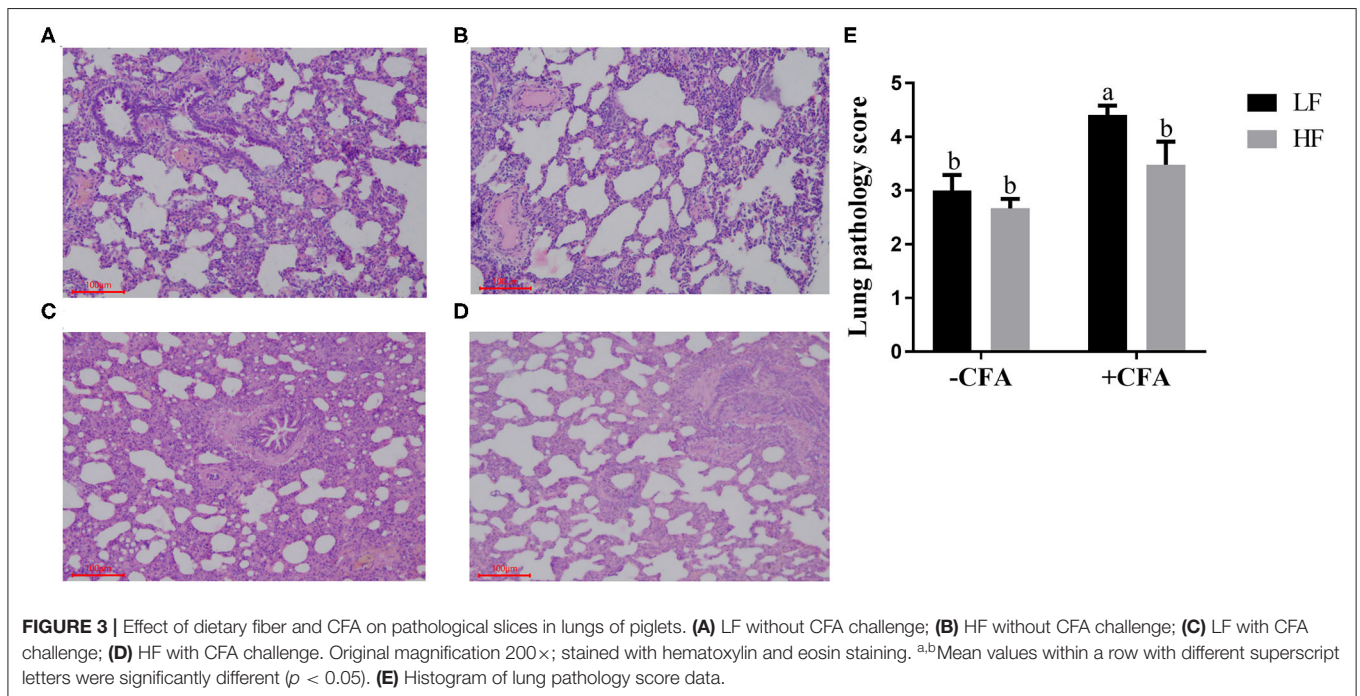 A
B
E
100μm
C
D
100μm
100μm
Lung pathology score
5
4
3
2
1
0
b
b
a
b
-CFA
+CFA
LF
HF
FIGURE 3 | Effect of dietary fiber and CFA on pathological slices in lungs of piglets. (A) LF without CFA challenge; (B) HF without CFA challenge; (C) LF with CFA
challenge; (D) HF with CFA challenge. Original magnification 200×; stained with hematoxylin and eosin staining. a,bMean values within a row with different superscript
letters were significantly different (p < 0.05). (E) Histogram of lung pathology score data.